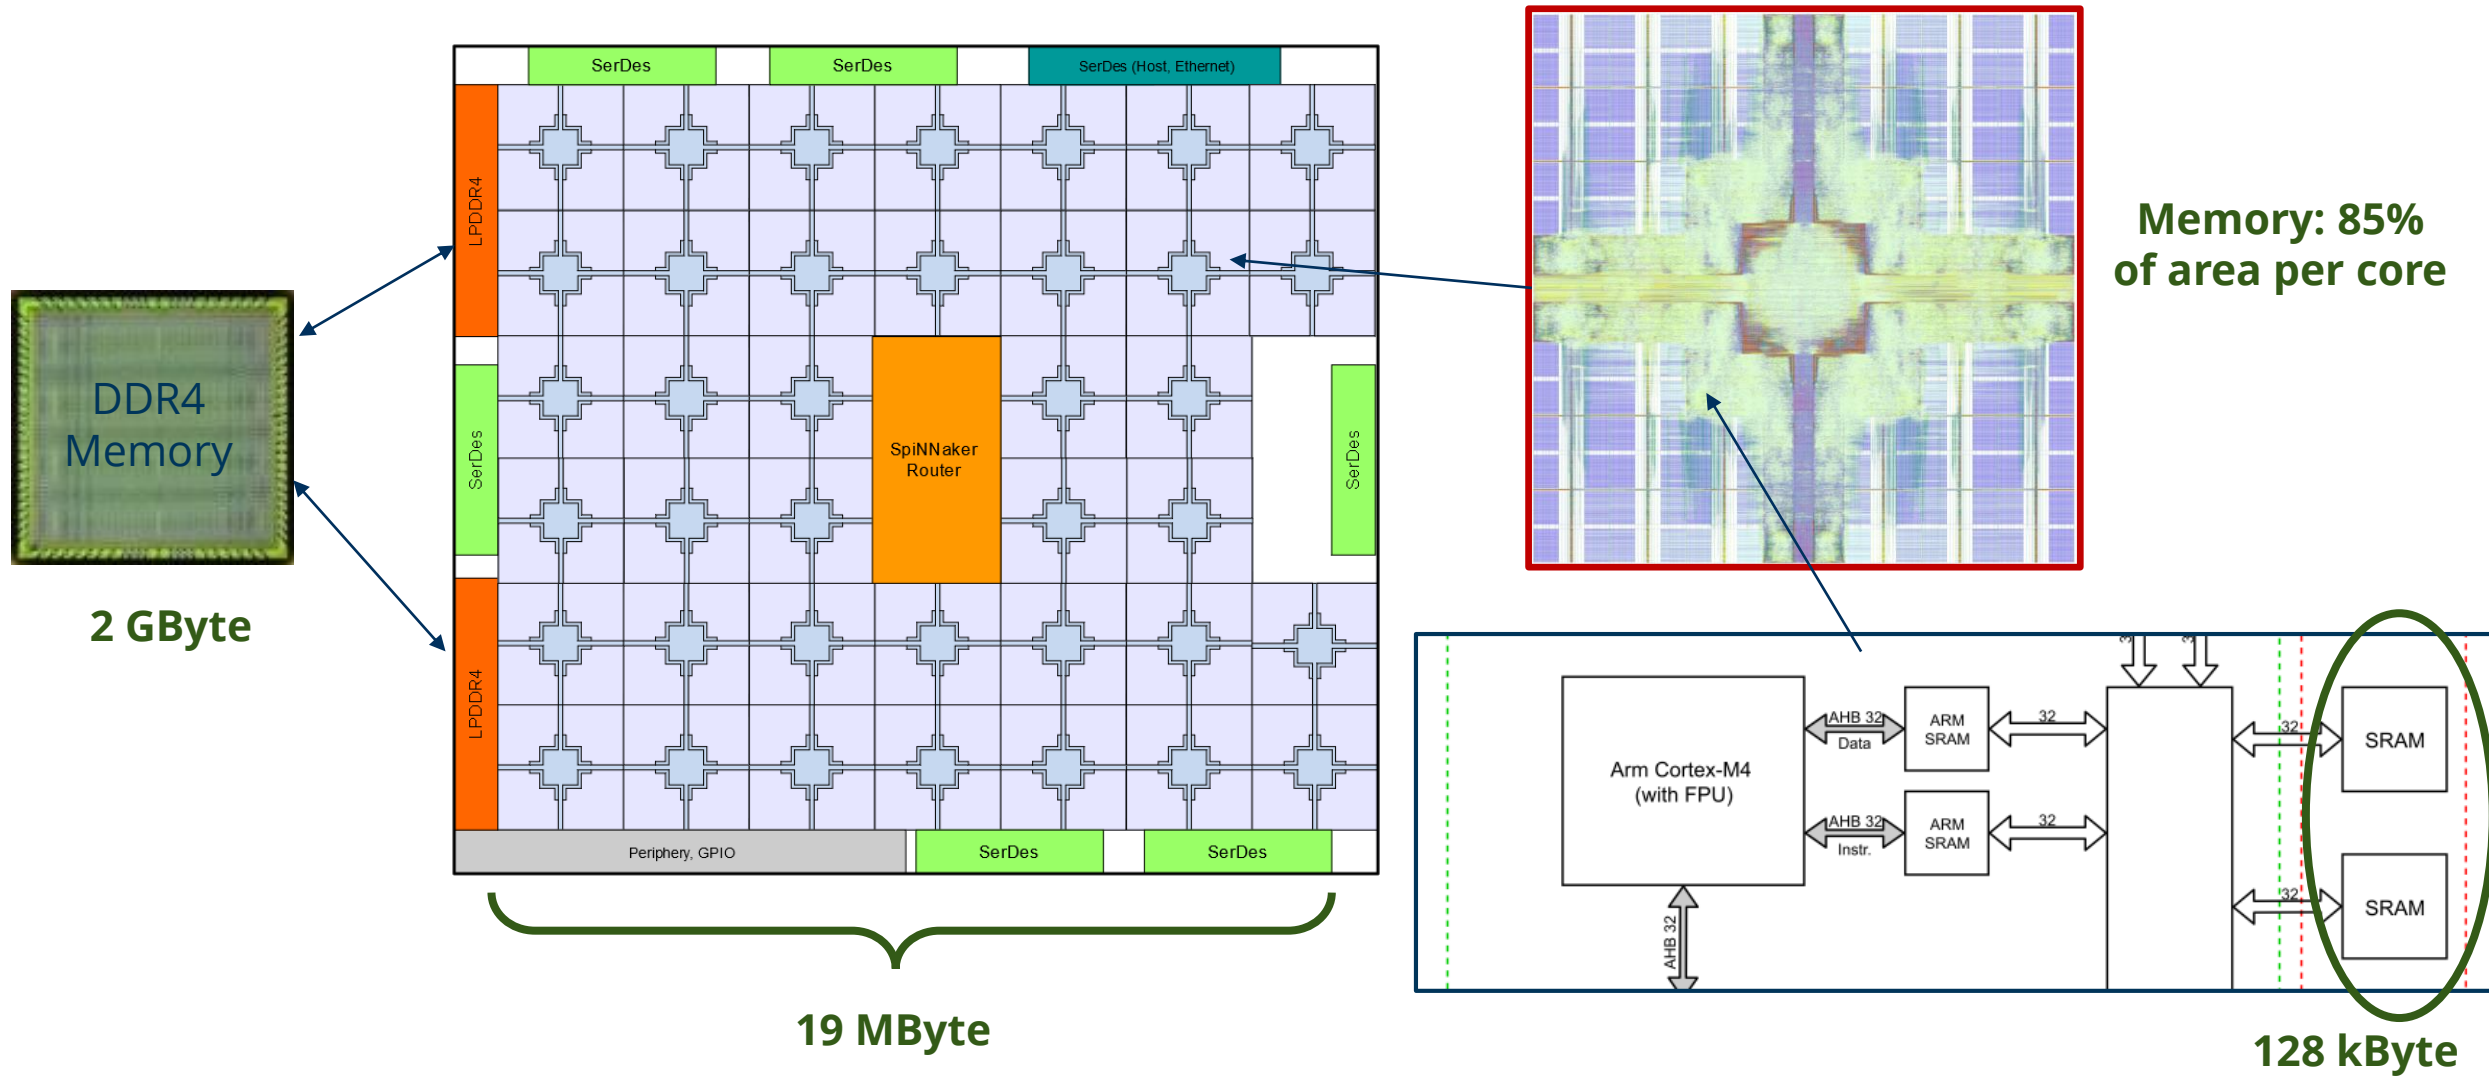 SerDes
SerDes
SerDes (Host, Ethernet)
LPDDR4
SerDes
LPDDR4
SpiNNaker
Router
SerDes
Periphery, GPIO
SerDes
SerDes
DDR4
Memory
2 GByte
19 MByte
Memory: 85%
of area per core
Arm Cortex-M4
(with FPU)
AHB 32
Data
AHB 32
Instr.
AHB 32
ARM
SRAM
ARM
SRAM
32
32
32
32
SRAM
SRAM
128 kByte